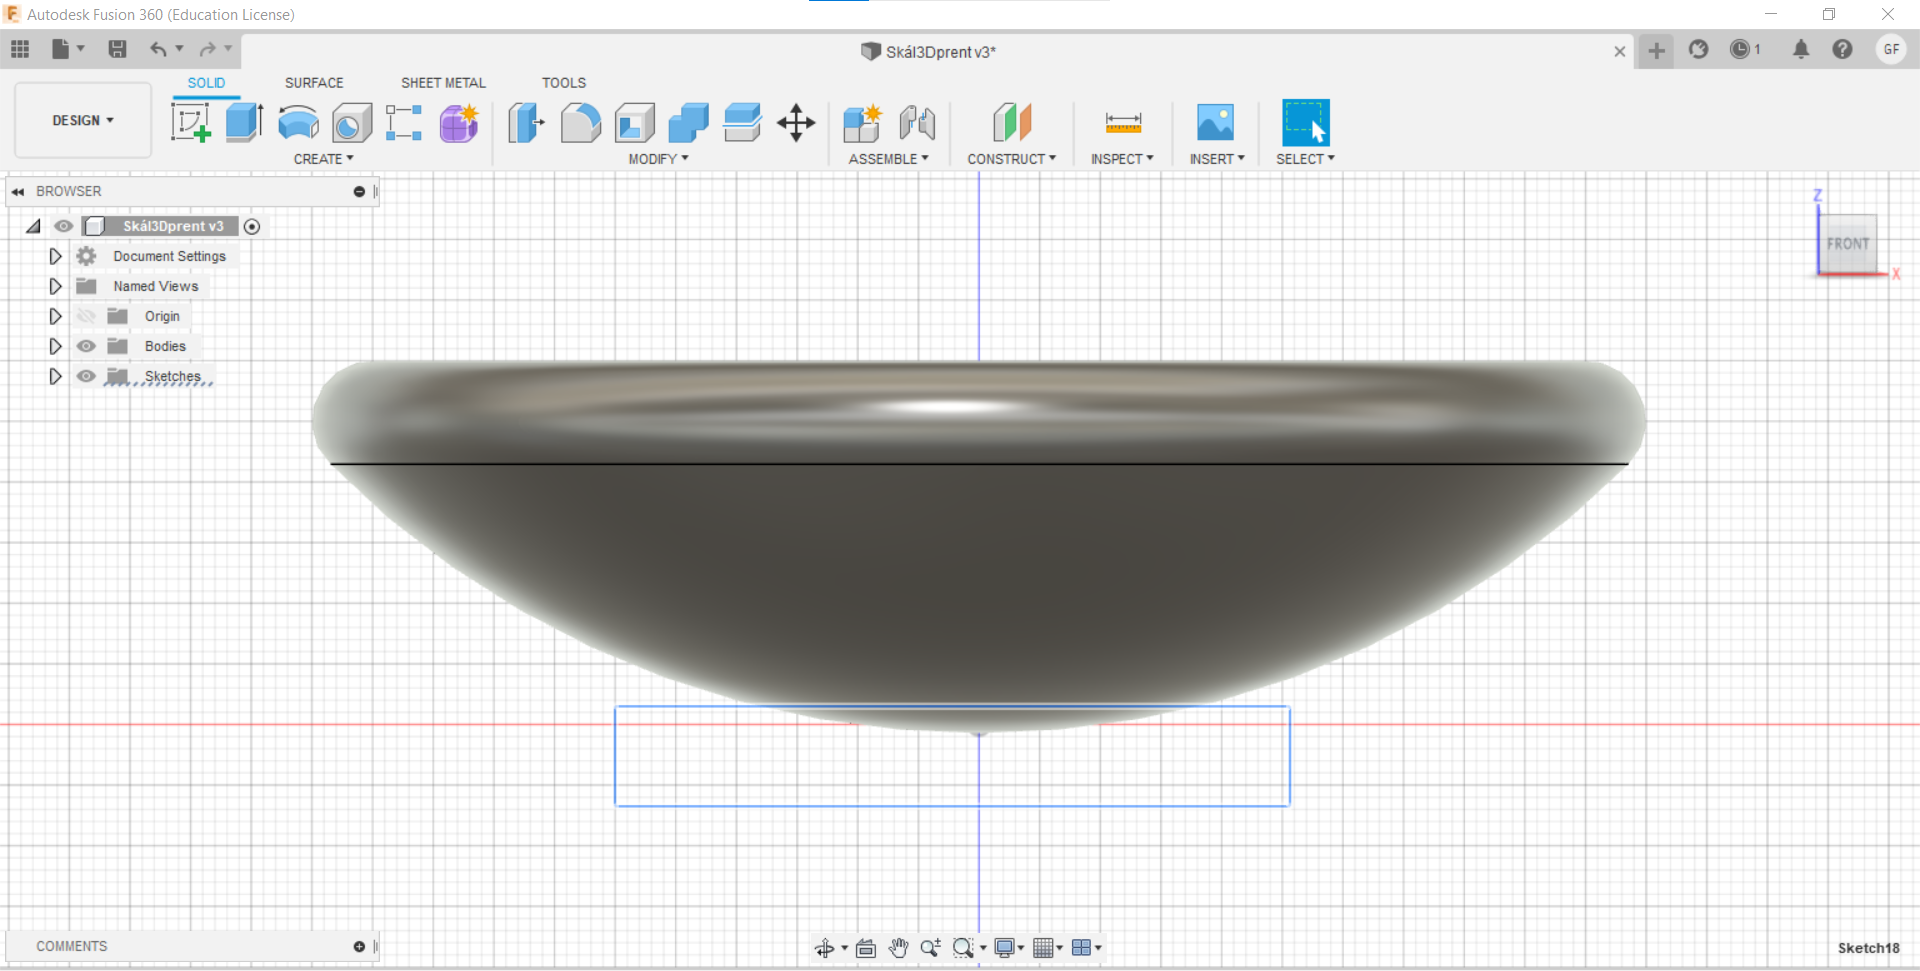 Autodesk Fusion 360 (Education License)
Skál3Dprent v3*
1
GF
DESIGN
SOLID
SURFACE
SHEET METAL
TOOLS
CREATE
MODIFY
ASSEMBLE
CONSTRUCT
INSPECT
INSERT
SELECT
BROWSER
Skál3Dprent v3
Document Settings
Named Views
Origin
Bodies
Sketches
Z
FRONT
X
COMMENTS
Sketch18